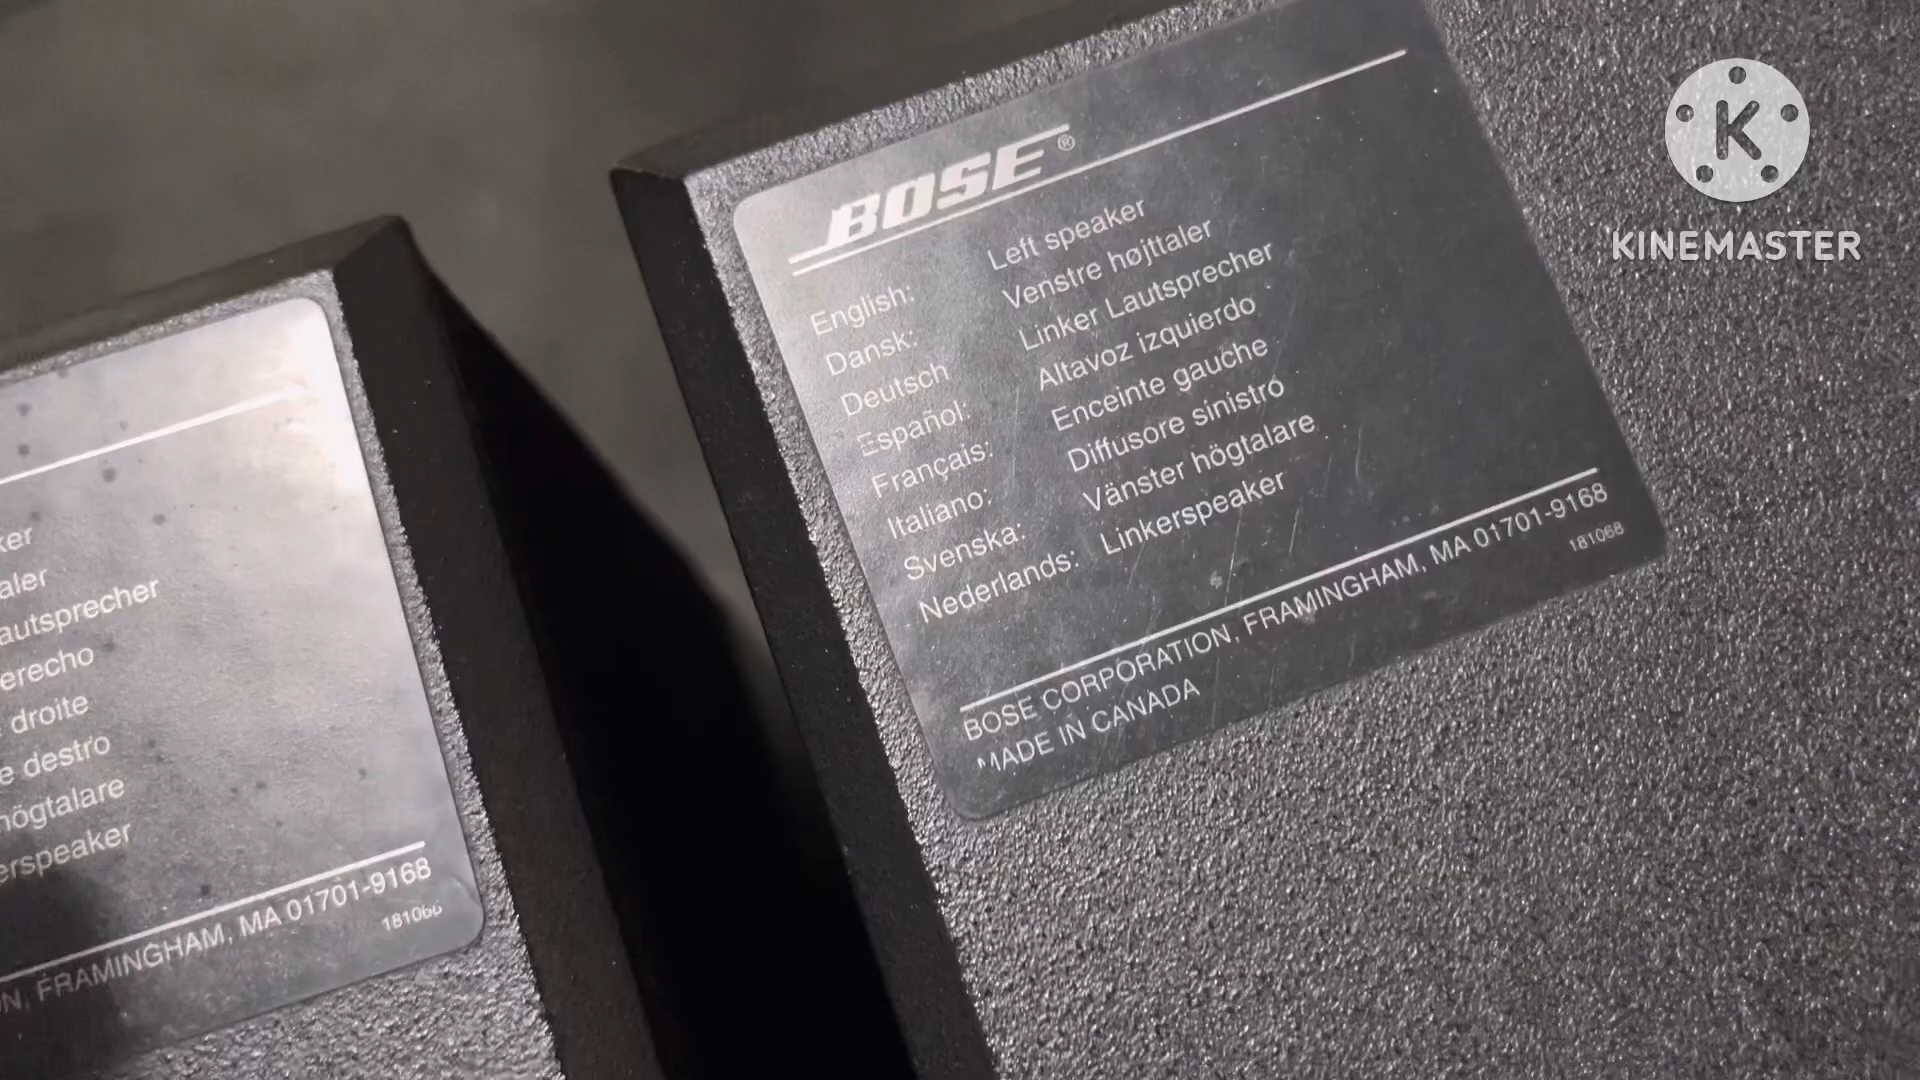 BOSE®
English: Left speaker
Dansk: Venstre højttaler
Deutsch Linker Lautsprecher
Español: Altavoz izquierdo
Français: Enceinte gauche
Italiano: Diffusore sinistro
Svenska: Vänster högtalare
Nederlands: Linkerspeaker
BOSE CORPORATION, FRAMINGHAM, MA 01701-9168
MADE IN CANADA
181068
ker
aler
autsprecher
erecho
droite
e destro
högtalare
erspeaker
ON, FRAMINGHAM, MA 01701-9168
K
KINEMASTER